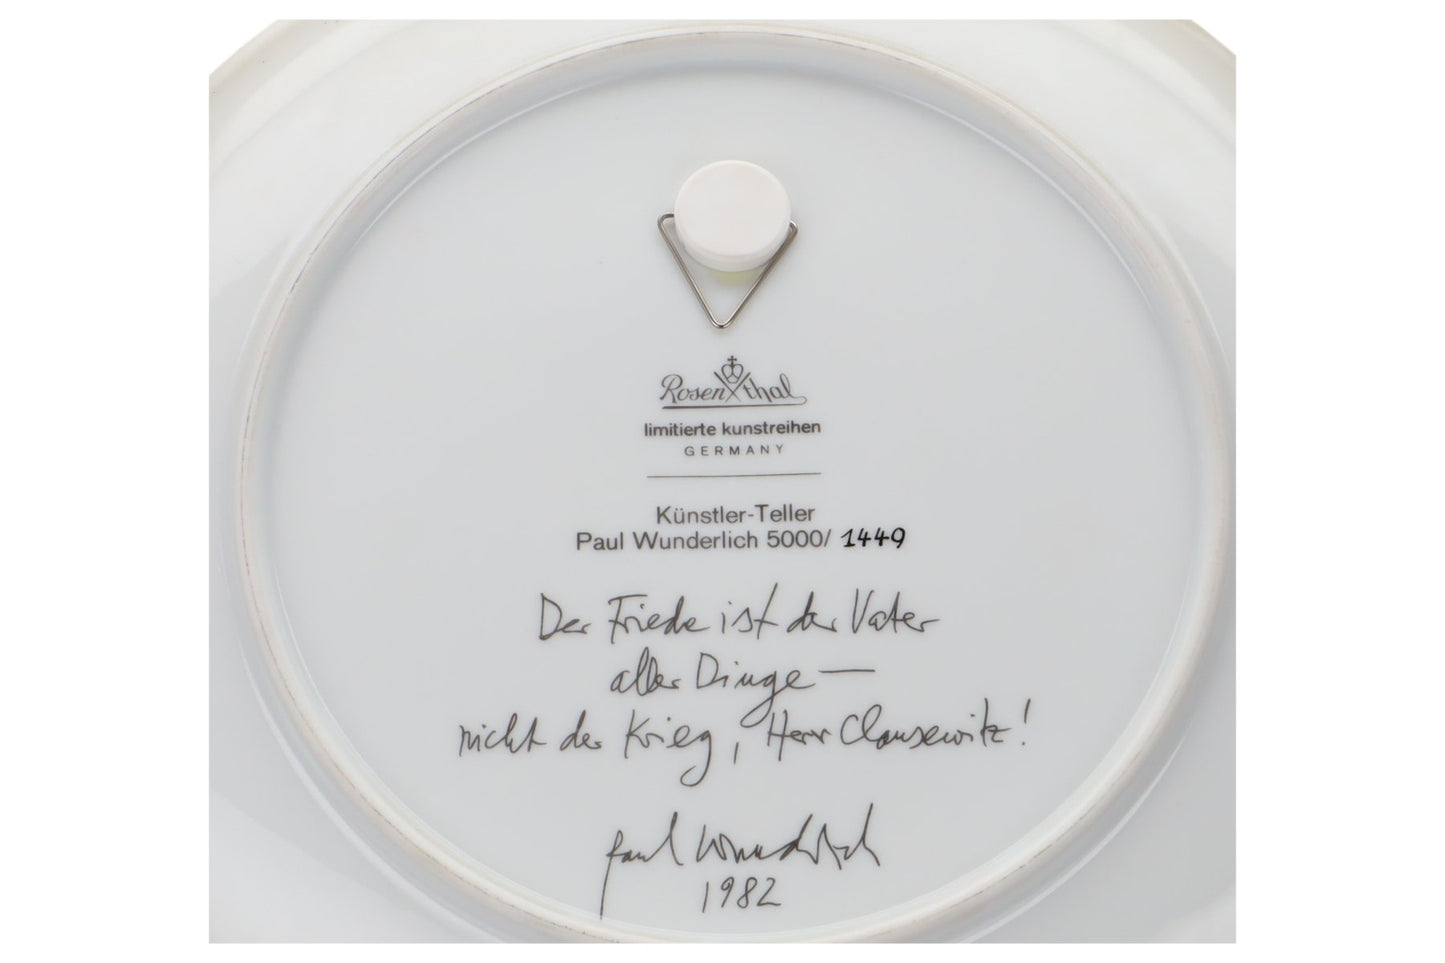 Rosenthal
limitierte kunstreihen
GERMANY
Künstler-Teller
Paul Wunderlich 5000/ 1449
Der Friede ist der Vater
aller Dinge —
nicht der Krieg, Herr Clausewitz!
Paul Wunderlich
1982